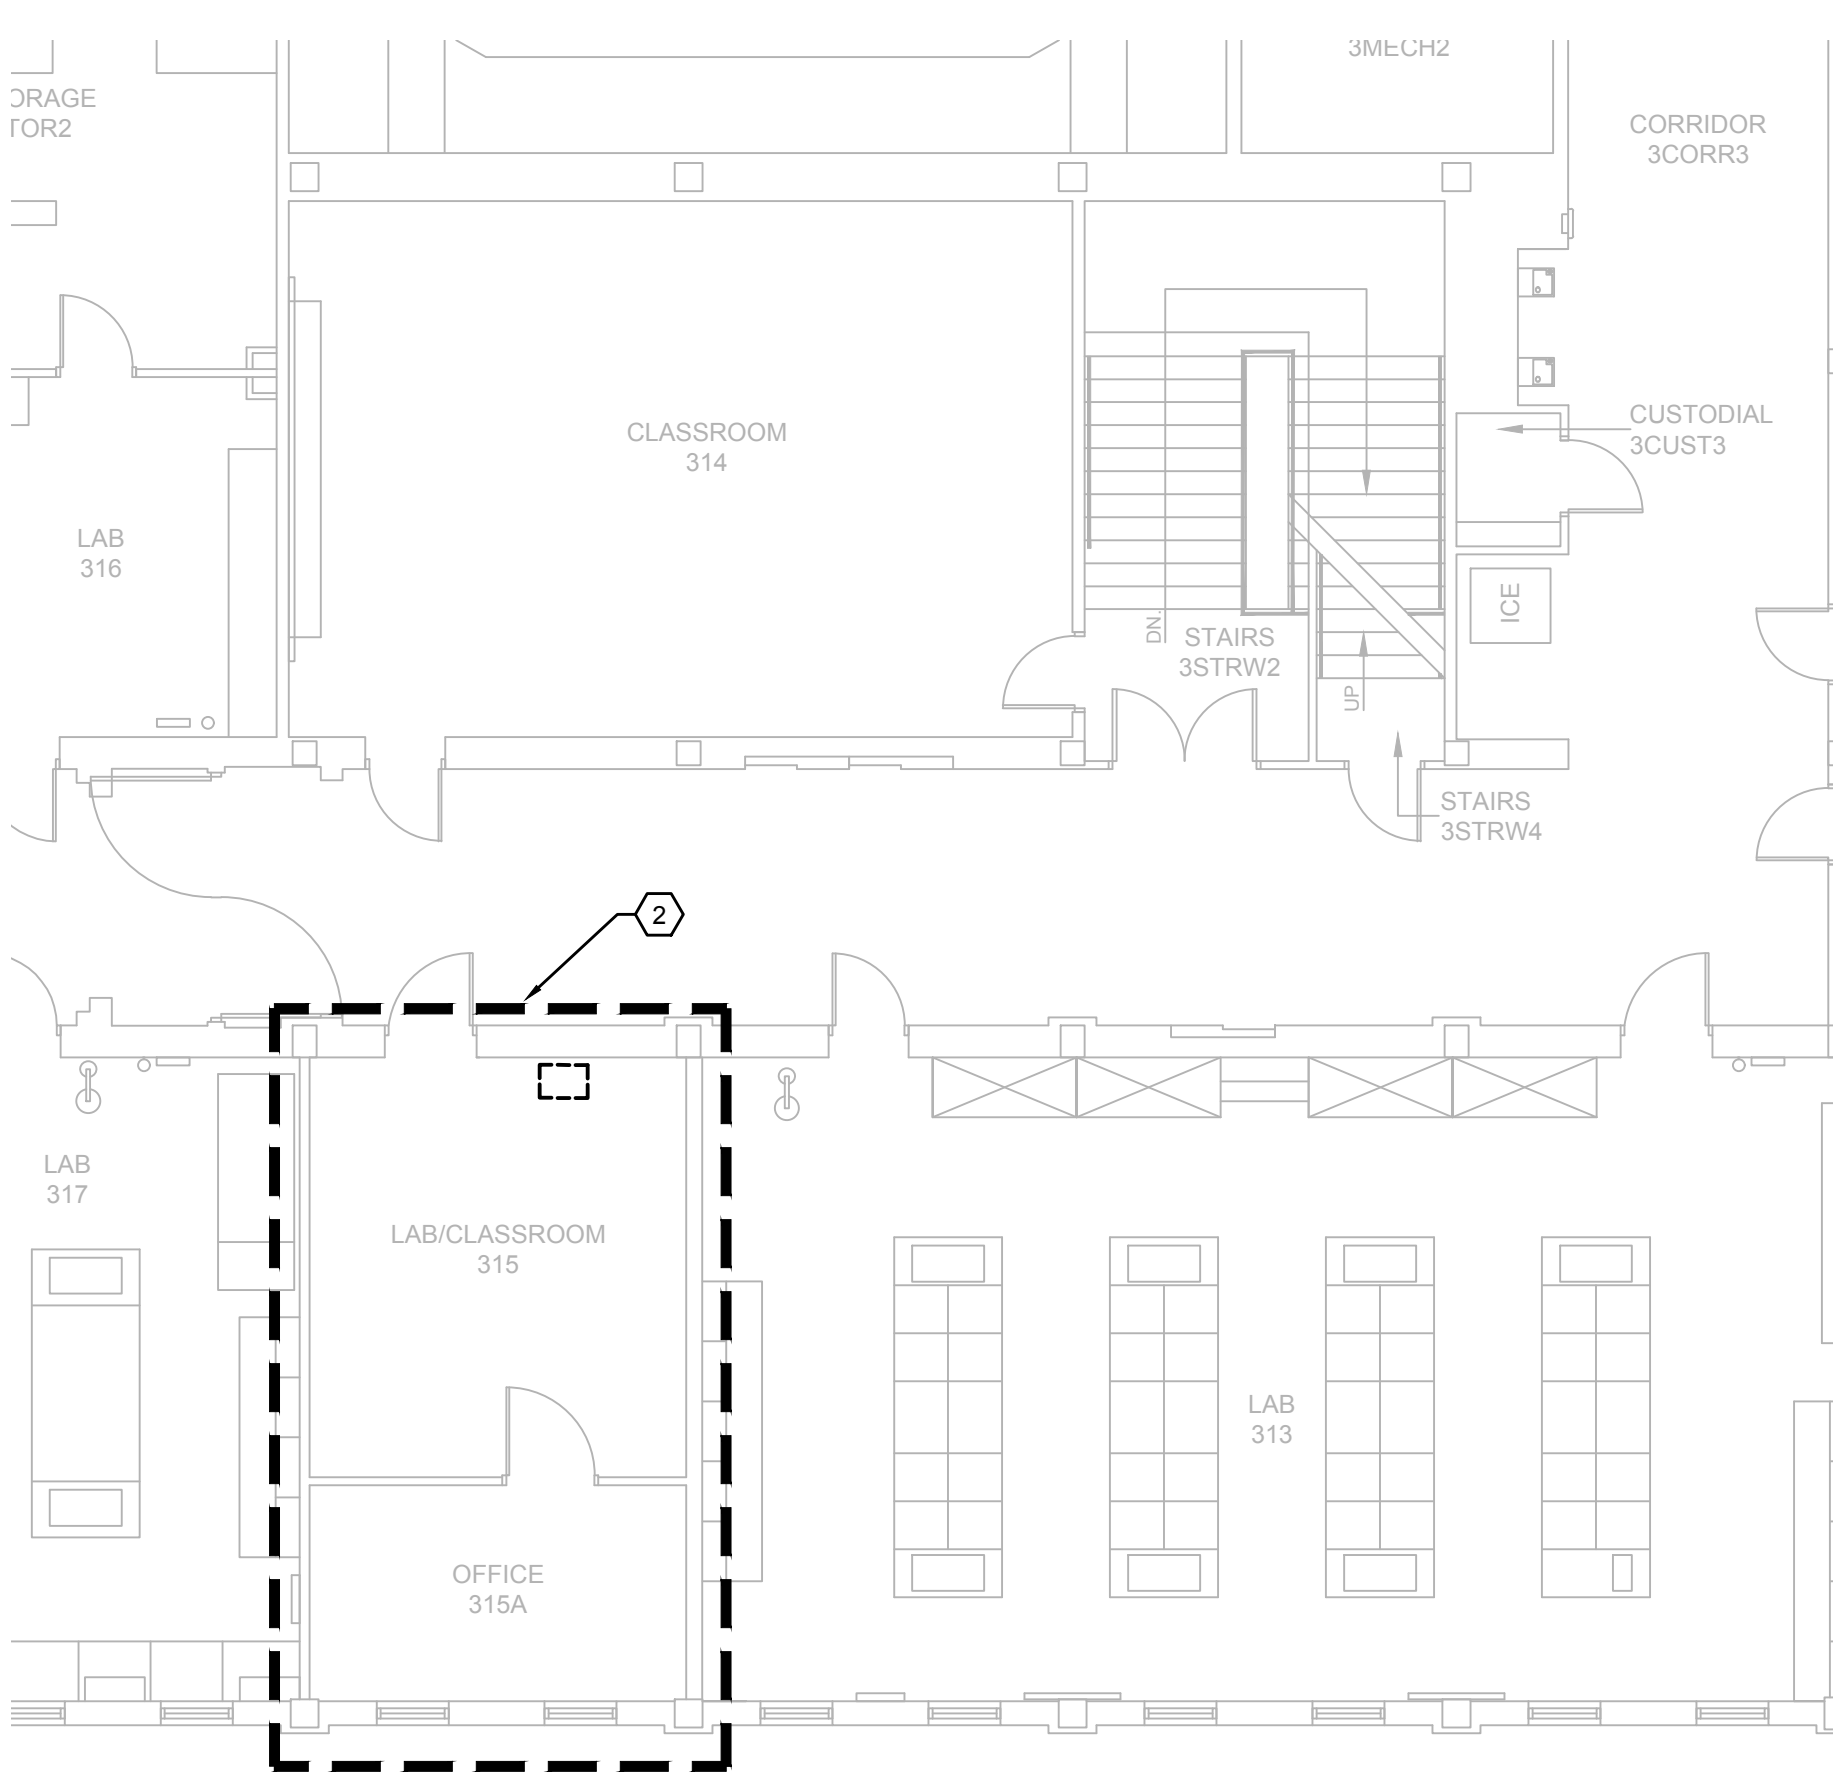 3MECH2
ORAGE
TOR2
CORRIDOR
3CORR3
CLASSROOM
314
CUSTODIAL
3CUST3
LAB
316
ICE
DN.
STAIRS
3STRW2
UP
STAIRS
3STRW4
2
LAB
317
LAB/CLASSROOM
315
LAB
313
OFFICE
315A